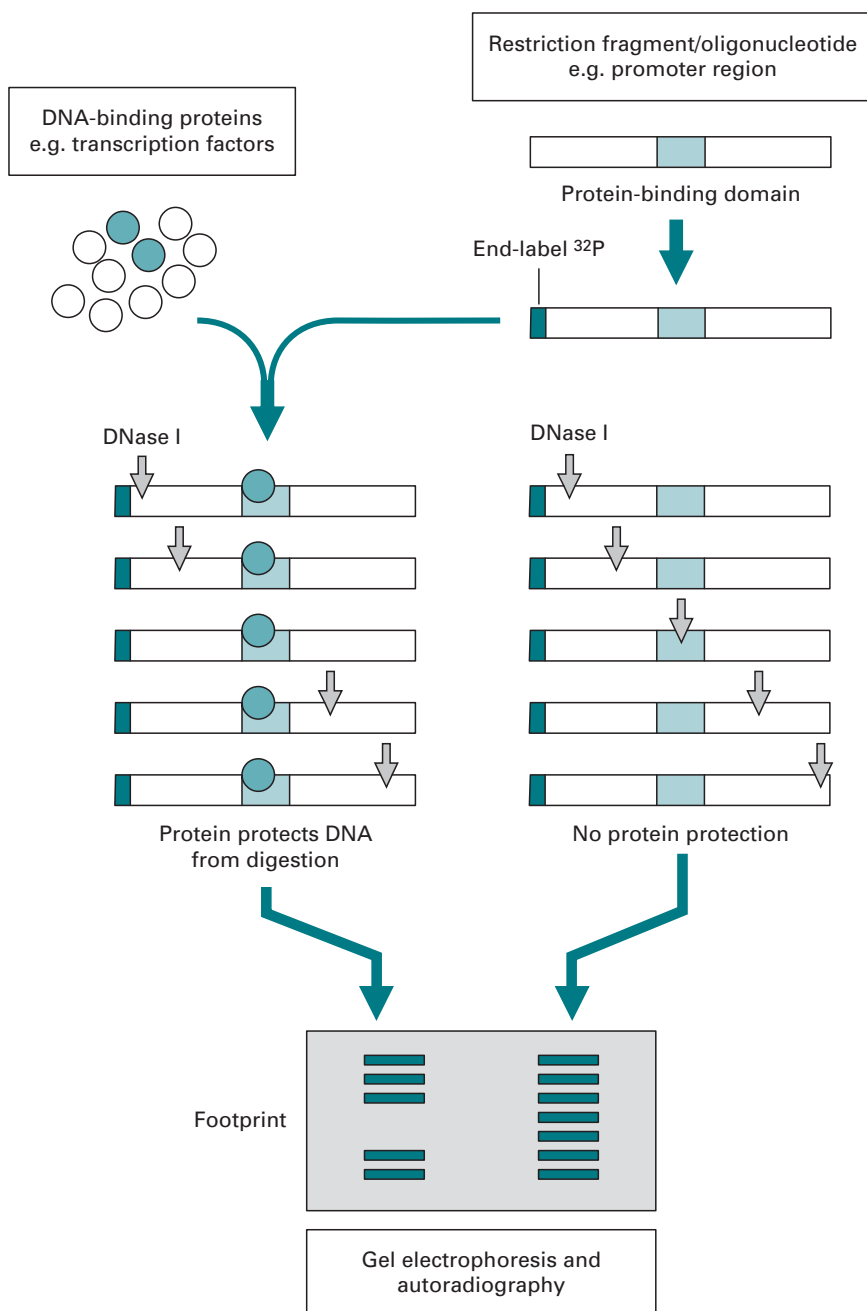 Restriction fragment/oligonucleotide
e.g. promoter region
DNA-binding proteins
e.g. transcription factors
Protein-binding domain
End-label ³²P
DNase I
DNase I
Protein protects DNA
from digestion
No protein protection
Footprint
Gel electrophoresis and
autoradiography